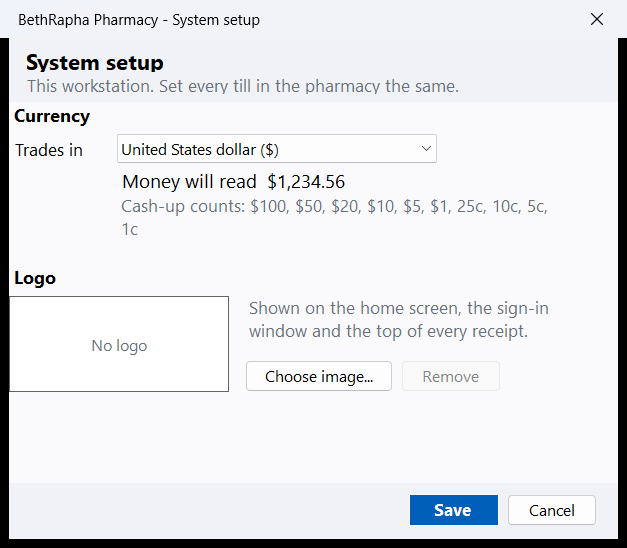 BethRapha Pharmacy - System setup
System setup
This workstation. Set every till in the pharmacy the same.
Currency
Trades in
United States dollar ($)
Money will read  $1,234.56
Cash-up counts: $100, $50, $20, $10, $5, $1, 25c, 10c, 5c,
1c
Logo
No logo
Shown on the home screen, the sign-in
window and the top of every receipt.
Choose image...
Remove
Save
Cancel